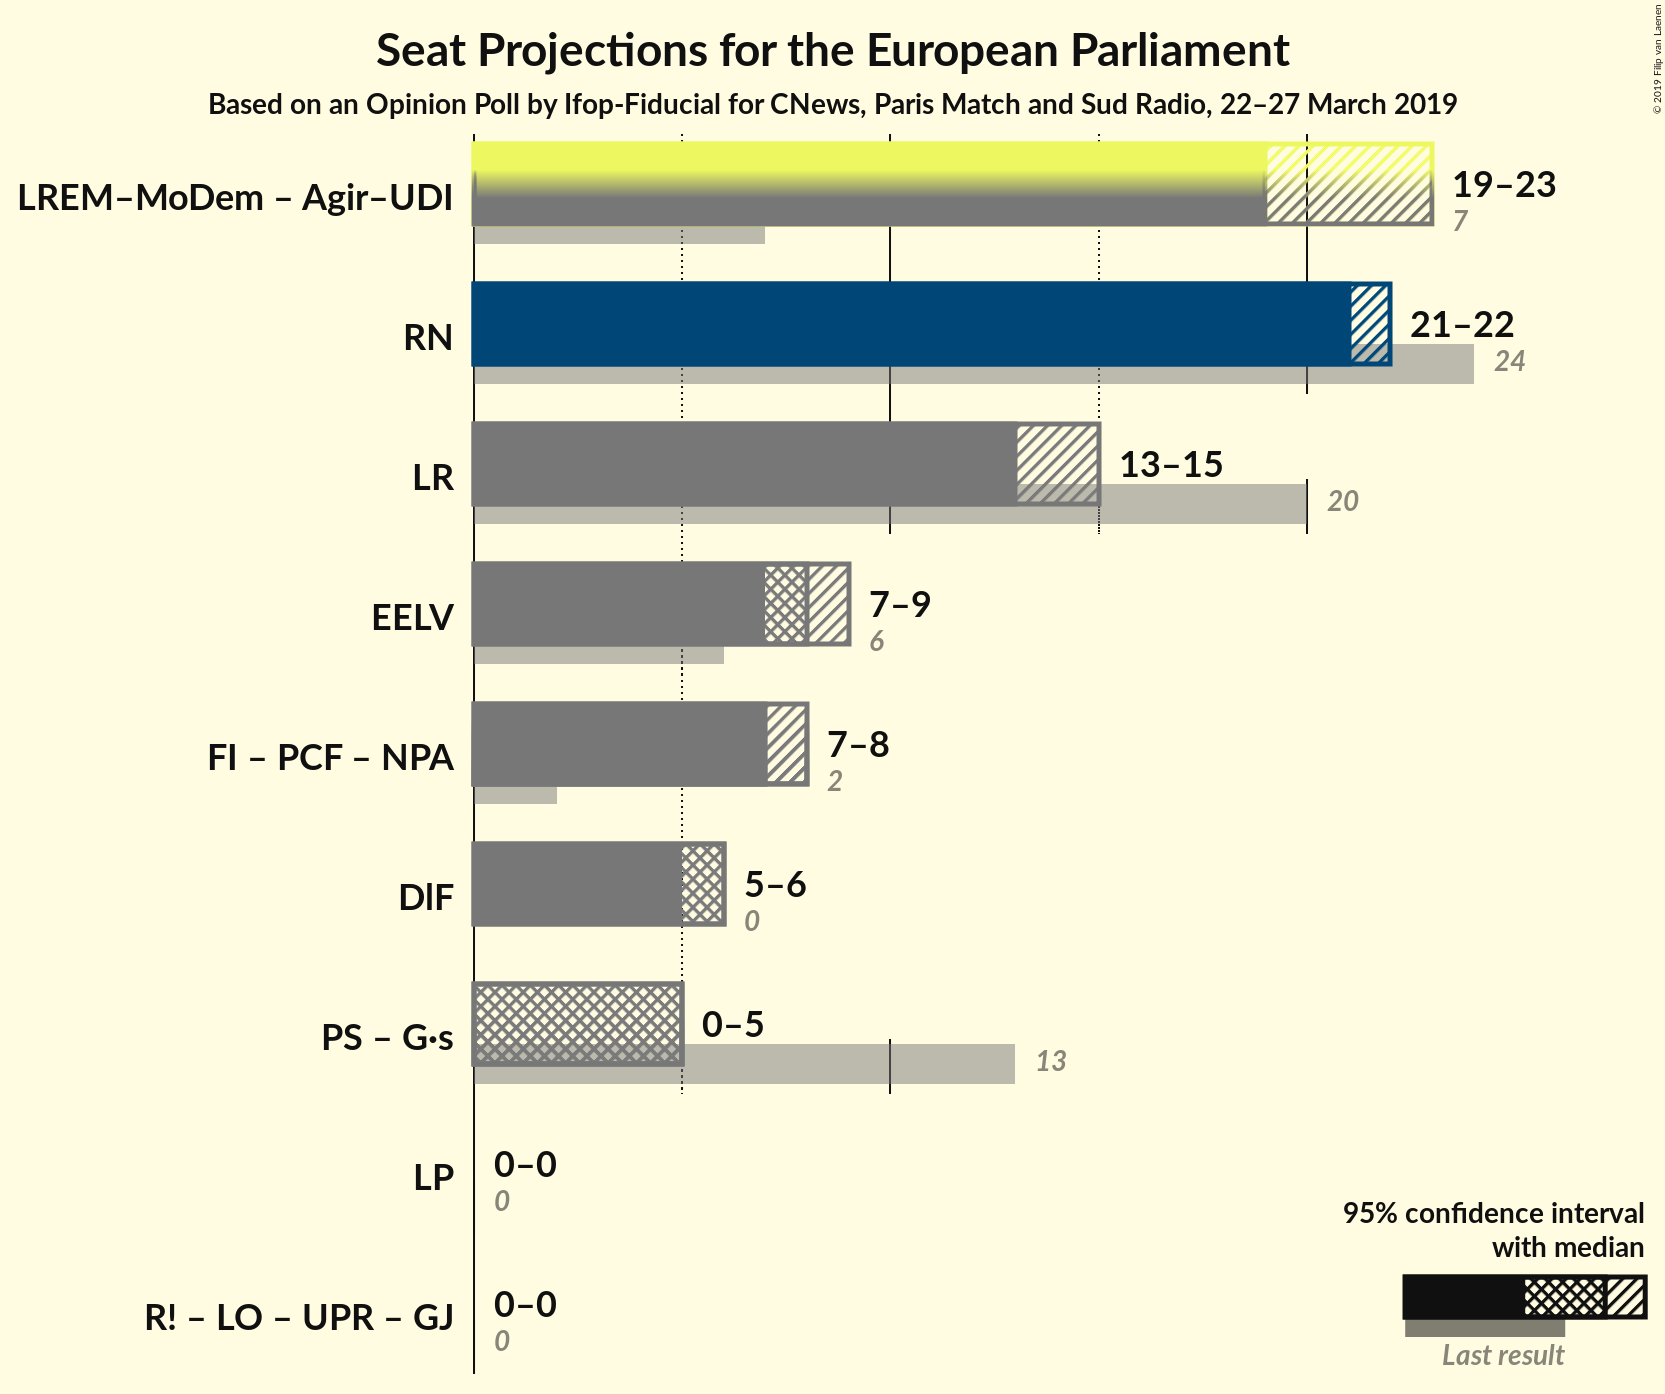 Seat Projections for the European Parliament
Based on an Opinion Poll by Ifop-Fiducial for CNews, Paris Match and Sud Radio, 22–27 March 2019
© 2019 Filip van Laenen
LREM–MoDem – Agir–UDI
19–23
7
RN
21–22
24
LR
13–15
20
EELV
7–9
6
FI – PCF – NPA
7–8
2
DlF
5–6
0
PS – G·s
0–5
13
LP
0–0
0
R! – LO – UPR – GJ
0–0
0
95% confidence interval
with median
Last result